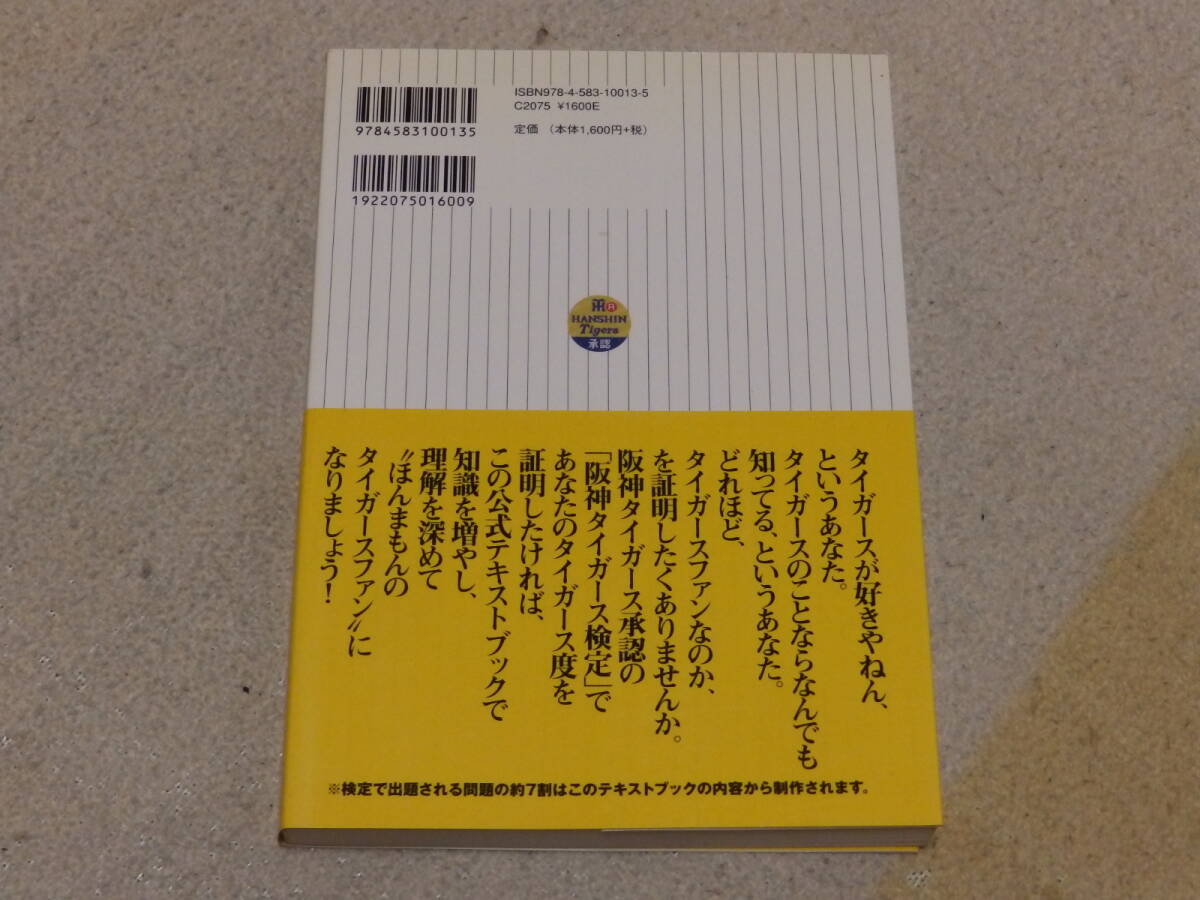 ISBN978-4-583-10013-5
C2075 ¥1600E
定価（本体1,600円+税）
9784583100135
1922075016009
HANSHIN
Tigers
承認
タイガースが好きやねん、
というあなた。
タイガースのことならなんでも
知ってる、というあなた。
どれほど、
タイガースファンなのか、
を証明したくありませんか。
阪神タイガース承認の
「阪神タイガース検定」で
あなたのタイガース度を
証明したければ、
この公式テキストブックで
知識を増やし、
理解を深めて
〝ほんまもんの
タイガースファン〟に
なりましょう！
※検定で出題される問題の約7割はこのテキストブックの内容から制作されます。